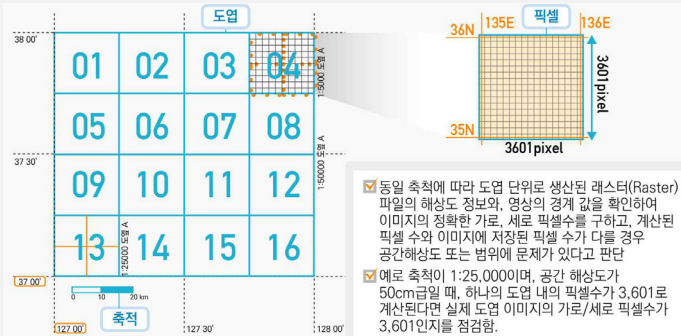 도엽
38 00'
01 02 03 04
05 06 07 08
09 10 11 12
13 14 15 16
37 30'
37 00'
1:5000 도엽 A
1:50000 도엽 A
1:25000 도엽 A
0 10 20 km
축적
127 00'
127 30'
128 00'
픽셀
36N
135E
136E
35N
3601pixel
3601pixel
동일 축척에 따라 도엽 단위로 생산된 래스터(Raster)
파일의 해상도 정보와, 영상의 경계 값을 확인하여
이미지의 정확한 가로, 세로 픽셀수를 구하고, 계산된
픽셀 수와 이미지에 저장된 픽셀 수가 다를 경우
공간해상도 또는 범위에 문제가 있다고 판단
예로 축척이 1:25,000이며, 공간 해상도가
50cm급일 때, 하나의 도엽 내의 픽셀수가 3,601로
계산된다면 실제 도엽 이미지의 가로/세로 픽셀수가
3,601인지를 점검함.